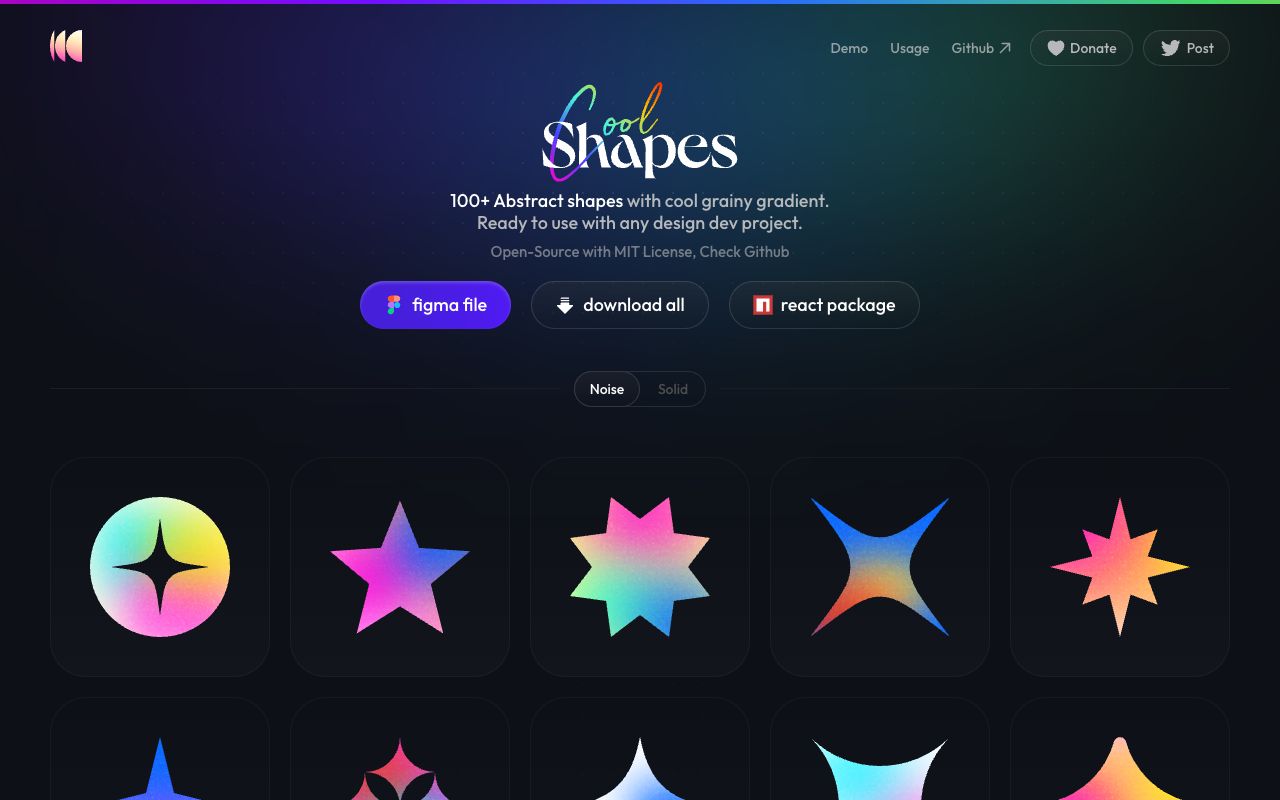 Demo
Usage
Github
Donate
Post
Cool
Shapes
100+ Abstract shapes with cool grainy gradient.
Ready to use with any design dev project.
Open-Source with MIT License, Check Github
figma file
download all
react package
Noise
Solid